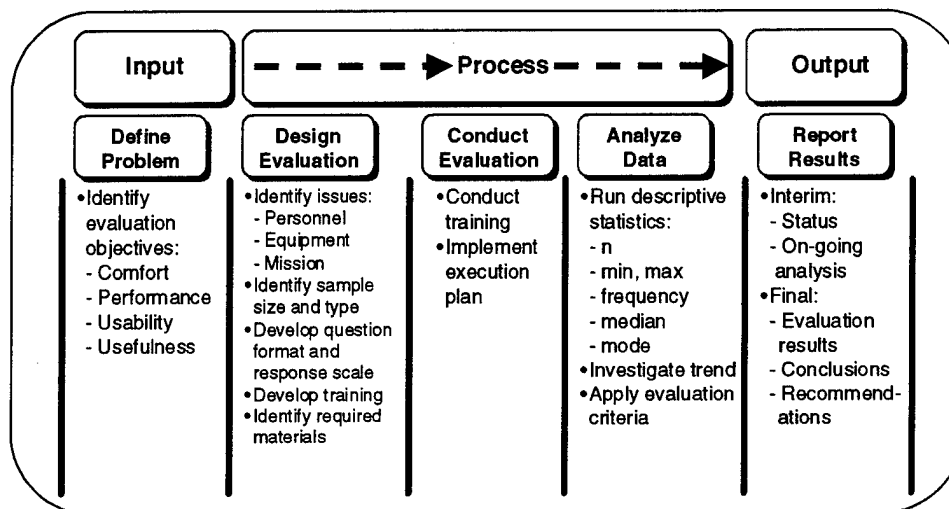 Input
Process
Output
Define
Problem
•Identify
evaluation
objectives:
- Comfort
- Performance
- Usability
- Usefulness
Design
Evaluation
•Identify issues:
- Personnel
- Equipment
- Mission
•Identify sample
size and type
•Develop question
format and
response scale
•Develop training
•Identify required
materials
Conduct
Evaluation
•Conduct
training
•Implement
execution
plan
Analyze
Data
•Run descriptive
statistics:
- n
- min, max
- frequency
- median
- mode
•Investigate trend
•Apply evaluation
criteria
Report
Results
•Interim:
- Status
- On-going
analysis
•Final:
- Evaluation
results
- Conclusions
- Recommend-
ations